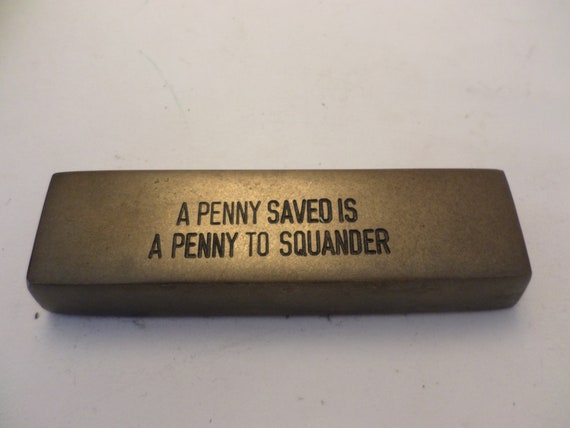 A PENNY SAVED IS
A PENNY TO SQUANDER